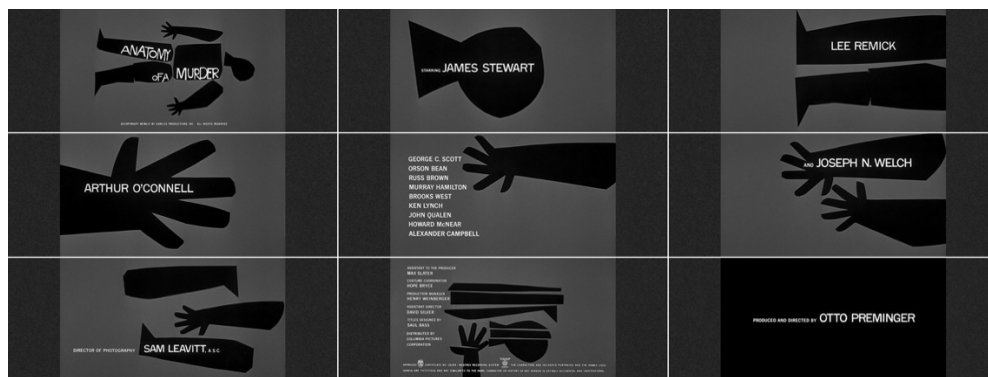 ANATOMY
OF A MURDER
STARRING JAMES STEWART
LEE REMICK
ARTHUR O'CONNELL
GEORGE C. SCOTT
ORSON BEAN
RUSS BROWN
MURRAY HAMILTON
BROOKS WEST
KEN LYNCH
JOHN QUALEN
HOWARD McNEAR
ALEXANDER CAMPBELL
AND JOSEPH N. WELCH
DIRECTOR OF PHOTOGRAPHY SAM LEAVITT, A.S.C.
ASSISTANT TO THE PRODUCER
MAX SLATER
COSTUME COORDINATOR
HOPE BRYCE
PRODUCTION MANAGER
HENRY WEINBERGER
ASSISTANT DIRECTOR
DAVID SILVER
TITLES DESIGNED BY
SAUL BASS
DISTRIBUTED BY
COLUMBIA PICTURES
CORPORATION
PRODUCED AND DIRECTED BY OTTO PREMINGER